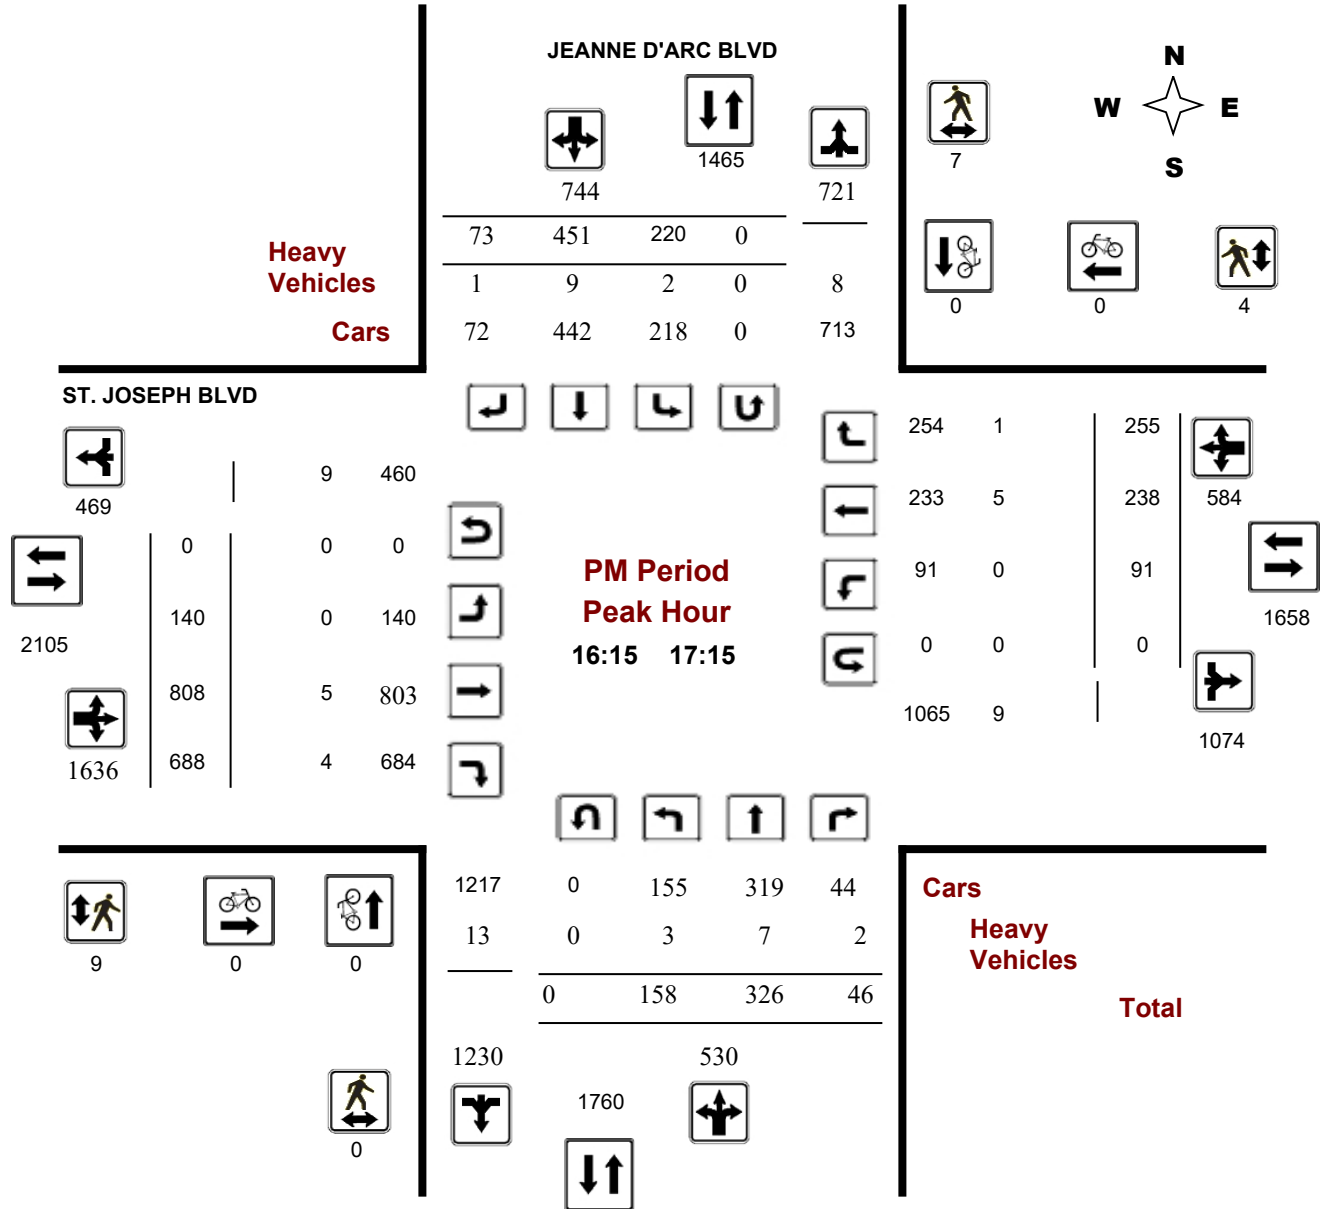 JEANNE D'ARC BLVD
N
W E
S
1465
7
744
721
73 451 220 0
Heavy
Vehicles
1 9 2 0 8
0 0 4
Cars
72 442 218 0 713
ST. JOSEPH BLVD
254 1 255
9 460
469
233 5 238 584
0 0 0
PM Period
91 0 91
Peak Hour
140 0 140
1658
2105
16:15 17:15
0 0 0
808 5 803
1065 9
1074
1636 688 4 684
1217 0 155 319 44
Cars
13 0 3 7 2
Heavy
Vehicles
9 0 0
0 158 326 46
Total
1230 530
1760
0